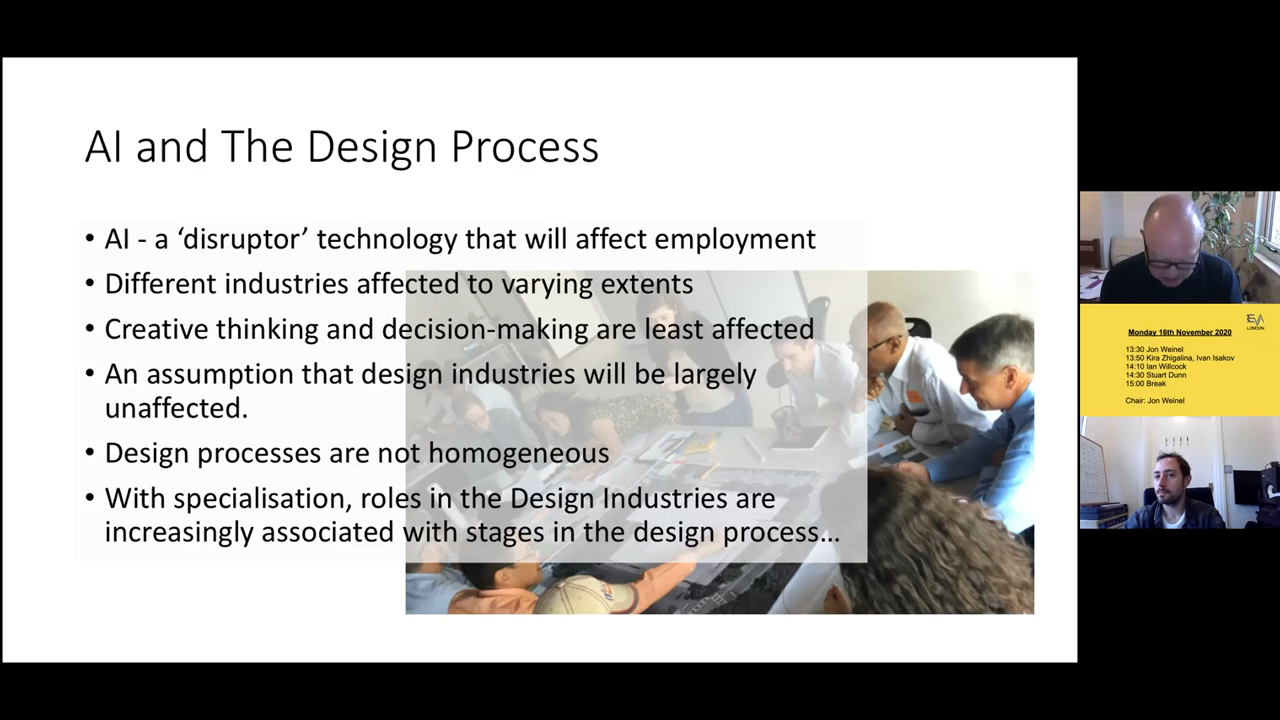 AI and The Design Process
• AI - a ‘disruptor’ technology that will affect employment
• Different industries affected to varying extents
• Creative thinking and decision-making are least affected
• An assumption that design industries will be largely
unaffected.
• Design processes are not homogeneous
• With specialisation, roles in the Design Industries are
increasingly associated with stages in the design process…
EVA
LONDON
Monday 16th November 2020
13:30 Jon Weinel
13:50 Kira Zhigalina, Ivan Isakov
14:10 Ian Willcock
14:30 Stuart Dunn
15:00 Break
Chair: Jon Weinel